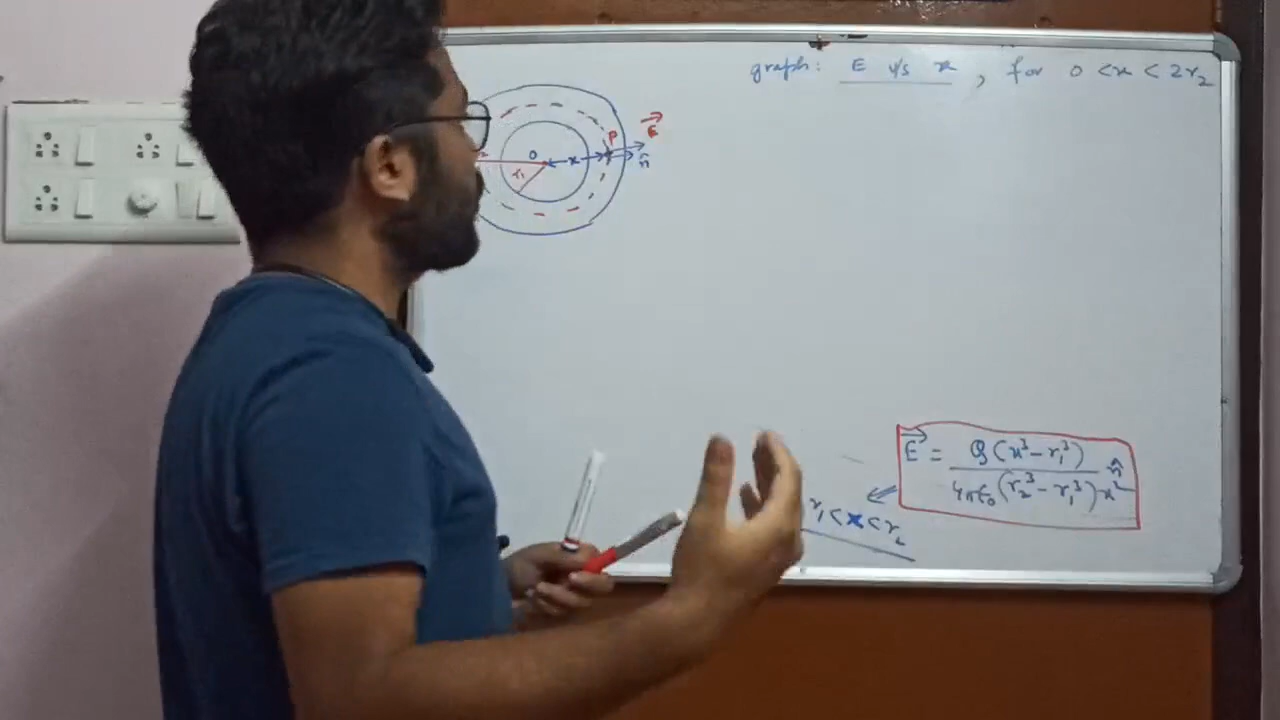 graph: E v/s x , for 0 < x < 2r₂
O x P E⃗
r₁ n̂
E⃗ = Q(x³-r₁³) / 4πε₀(r₂³-r₁³)x² n̂
r₁ < x < r₂